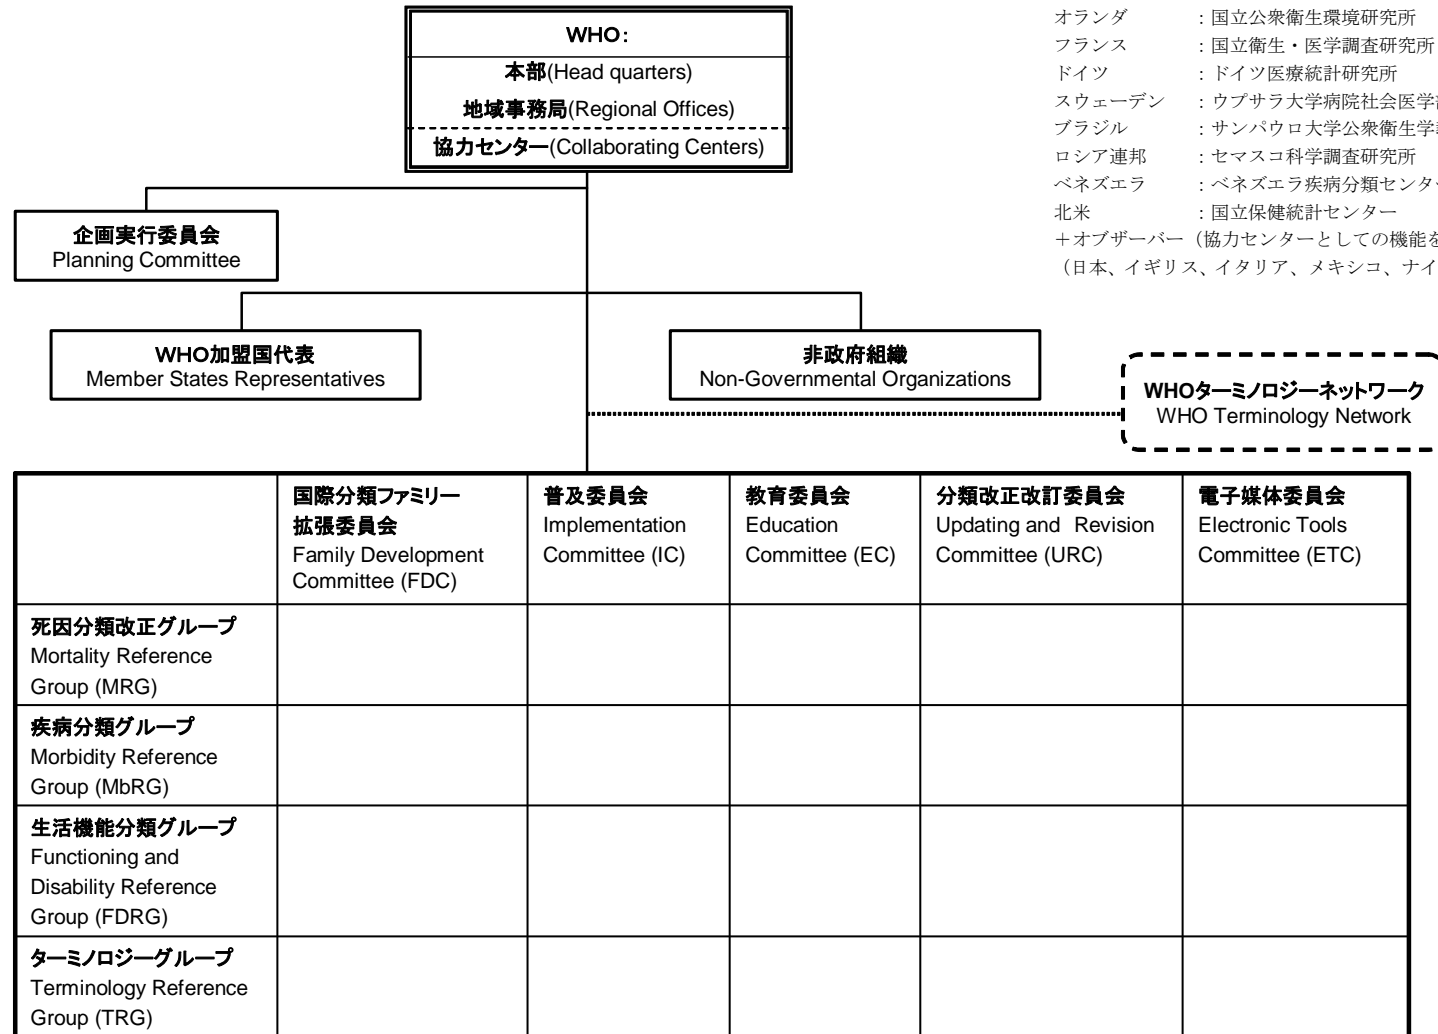 WHO:
本部(Head quarters)
地域事務局(Regional Offices)
協力センター(Collaborating Centers)
オランダ :国立公衆衛生環境研究所
フランス :国立衛生・医学調査研究所
ドイツ :ドイツ医療統計研究所
スウェーデン :ウプサラ大学病院社会医学
ブラジル :サンパウロ大学公衆衛生学
ロシア連邦 :セマスコ科学調査研究所
ベネズエラ :ベネズエラ疾病分類センター
北米 :国立保健統計センター
+オブザーバー(協力センターとしての機能を
(日本、イギリス、イタリア、メキシコ、ナイ
企画実行委員会
Planning Committee
WHO加盟国代表
Member States Representatives
非政府組織
Non-Governmental Organizations
WHOターミノロジーネットワーク
WHO Terminology Network
国際分類ファミリー
拡張委員会
Family Development
Committee (FDC)
普及委員会
Implementation
Committee (IC)
教育委員会
Education
Committee (EC)
分類改正改訂委員会
Updating and Revision
Committee (URC)
電子媒体委員会
Electronic Tools
Committee (ETC)
死因分類改正グループ
Mortality Reference
Group (MRG)
疾病分類グループ
Morbidity Reference
Group (MbRG)
生活機能分類グループ
Functioning and
Disability Reference
Group (FDRG)
ターミノロジーグループ
Terminology Reference
Group (TRG)